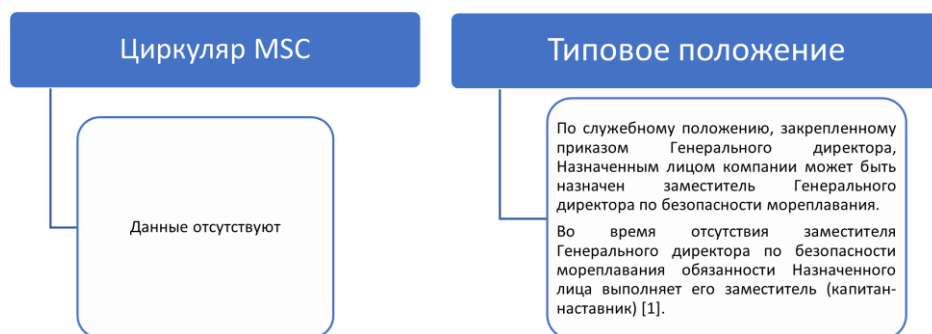 Циркуляр MSC
Данные отсутствуют
Типовое положение
По служебному положению, закрепленному
приказом Генерального директора,
Назначенным лицом компании может быть
назначен заместитель Генерального
директора по безопасности мореплавания.
Во время отсутствия заместителя
Генерального директора по безопасности
мореплавания обязанности Назначенного
лица выполняет его заместитель (капитан-
наставник) [1].